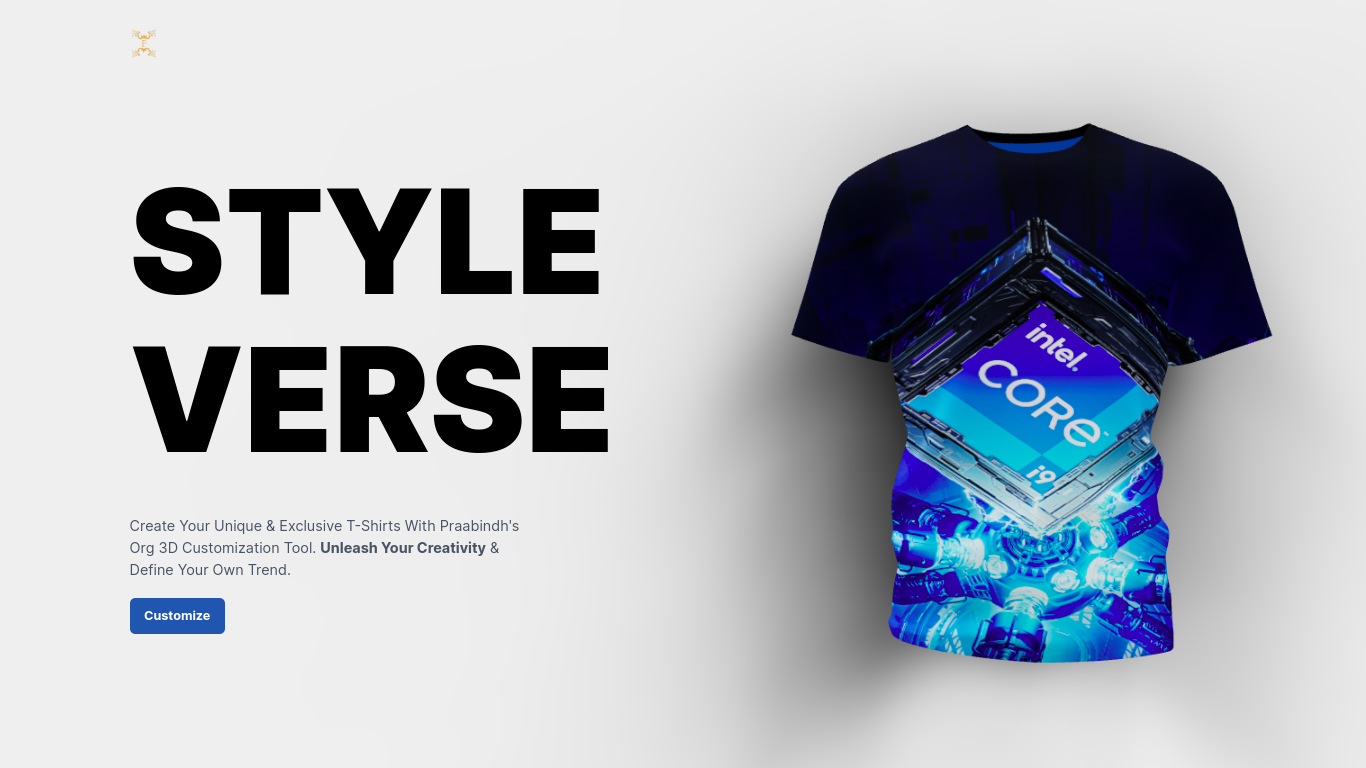 STYLE
VERSE
Create Your Unique & Exclusive T-Shirts With Praabindh's
Org 3D Customization Tool. Unleash Your Creativity &
Define Your Own Trend.
Customize
intel.
CORE™
i9